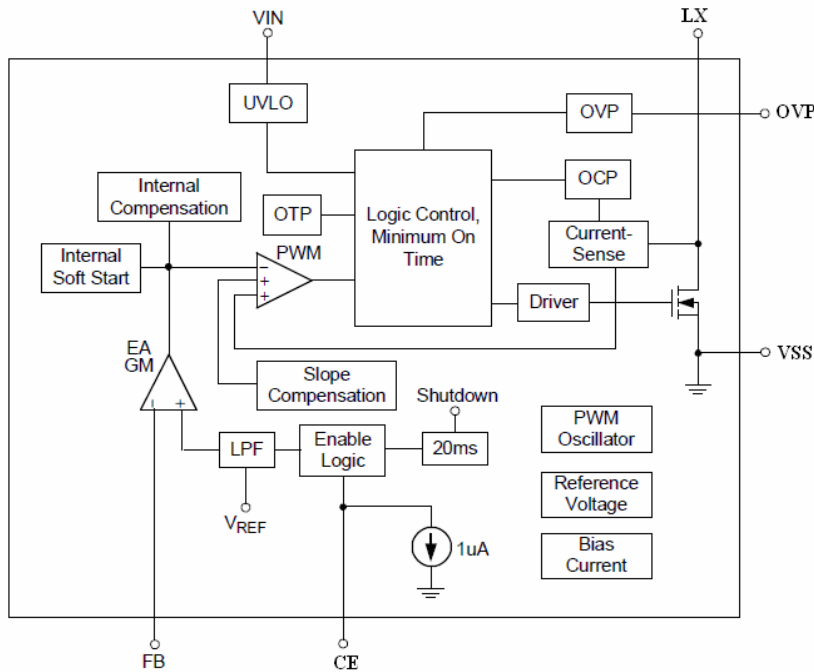 VIN
LX
UVLO
OVP
OVP
Internal
Compensation
OTP
Logic Control,
Minimum On
Time
OCP
Internal
Soft Start
PWM
Current-
Sense
−
+
+
Driver
EA
GM
VSS
Slope
Compensation
Shutdown
−
+
LPF
Enable
Logic
20ms
PWM
Oscillator
VREF
Reference
Voltage
1uA
Bias
Current
FB
CE